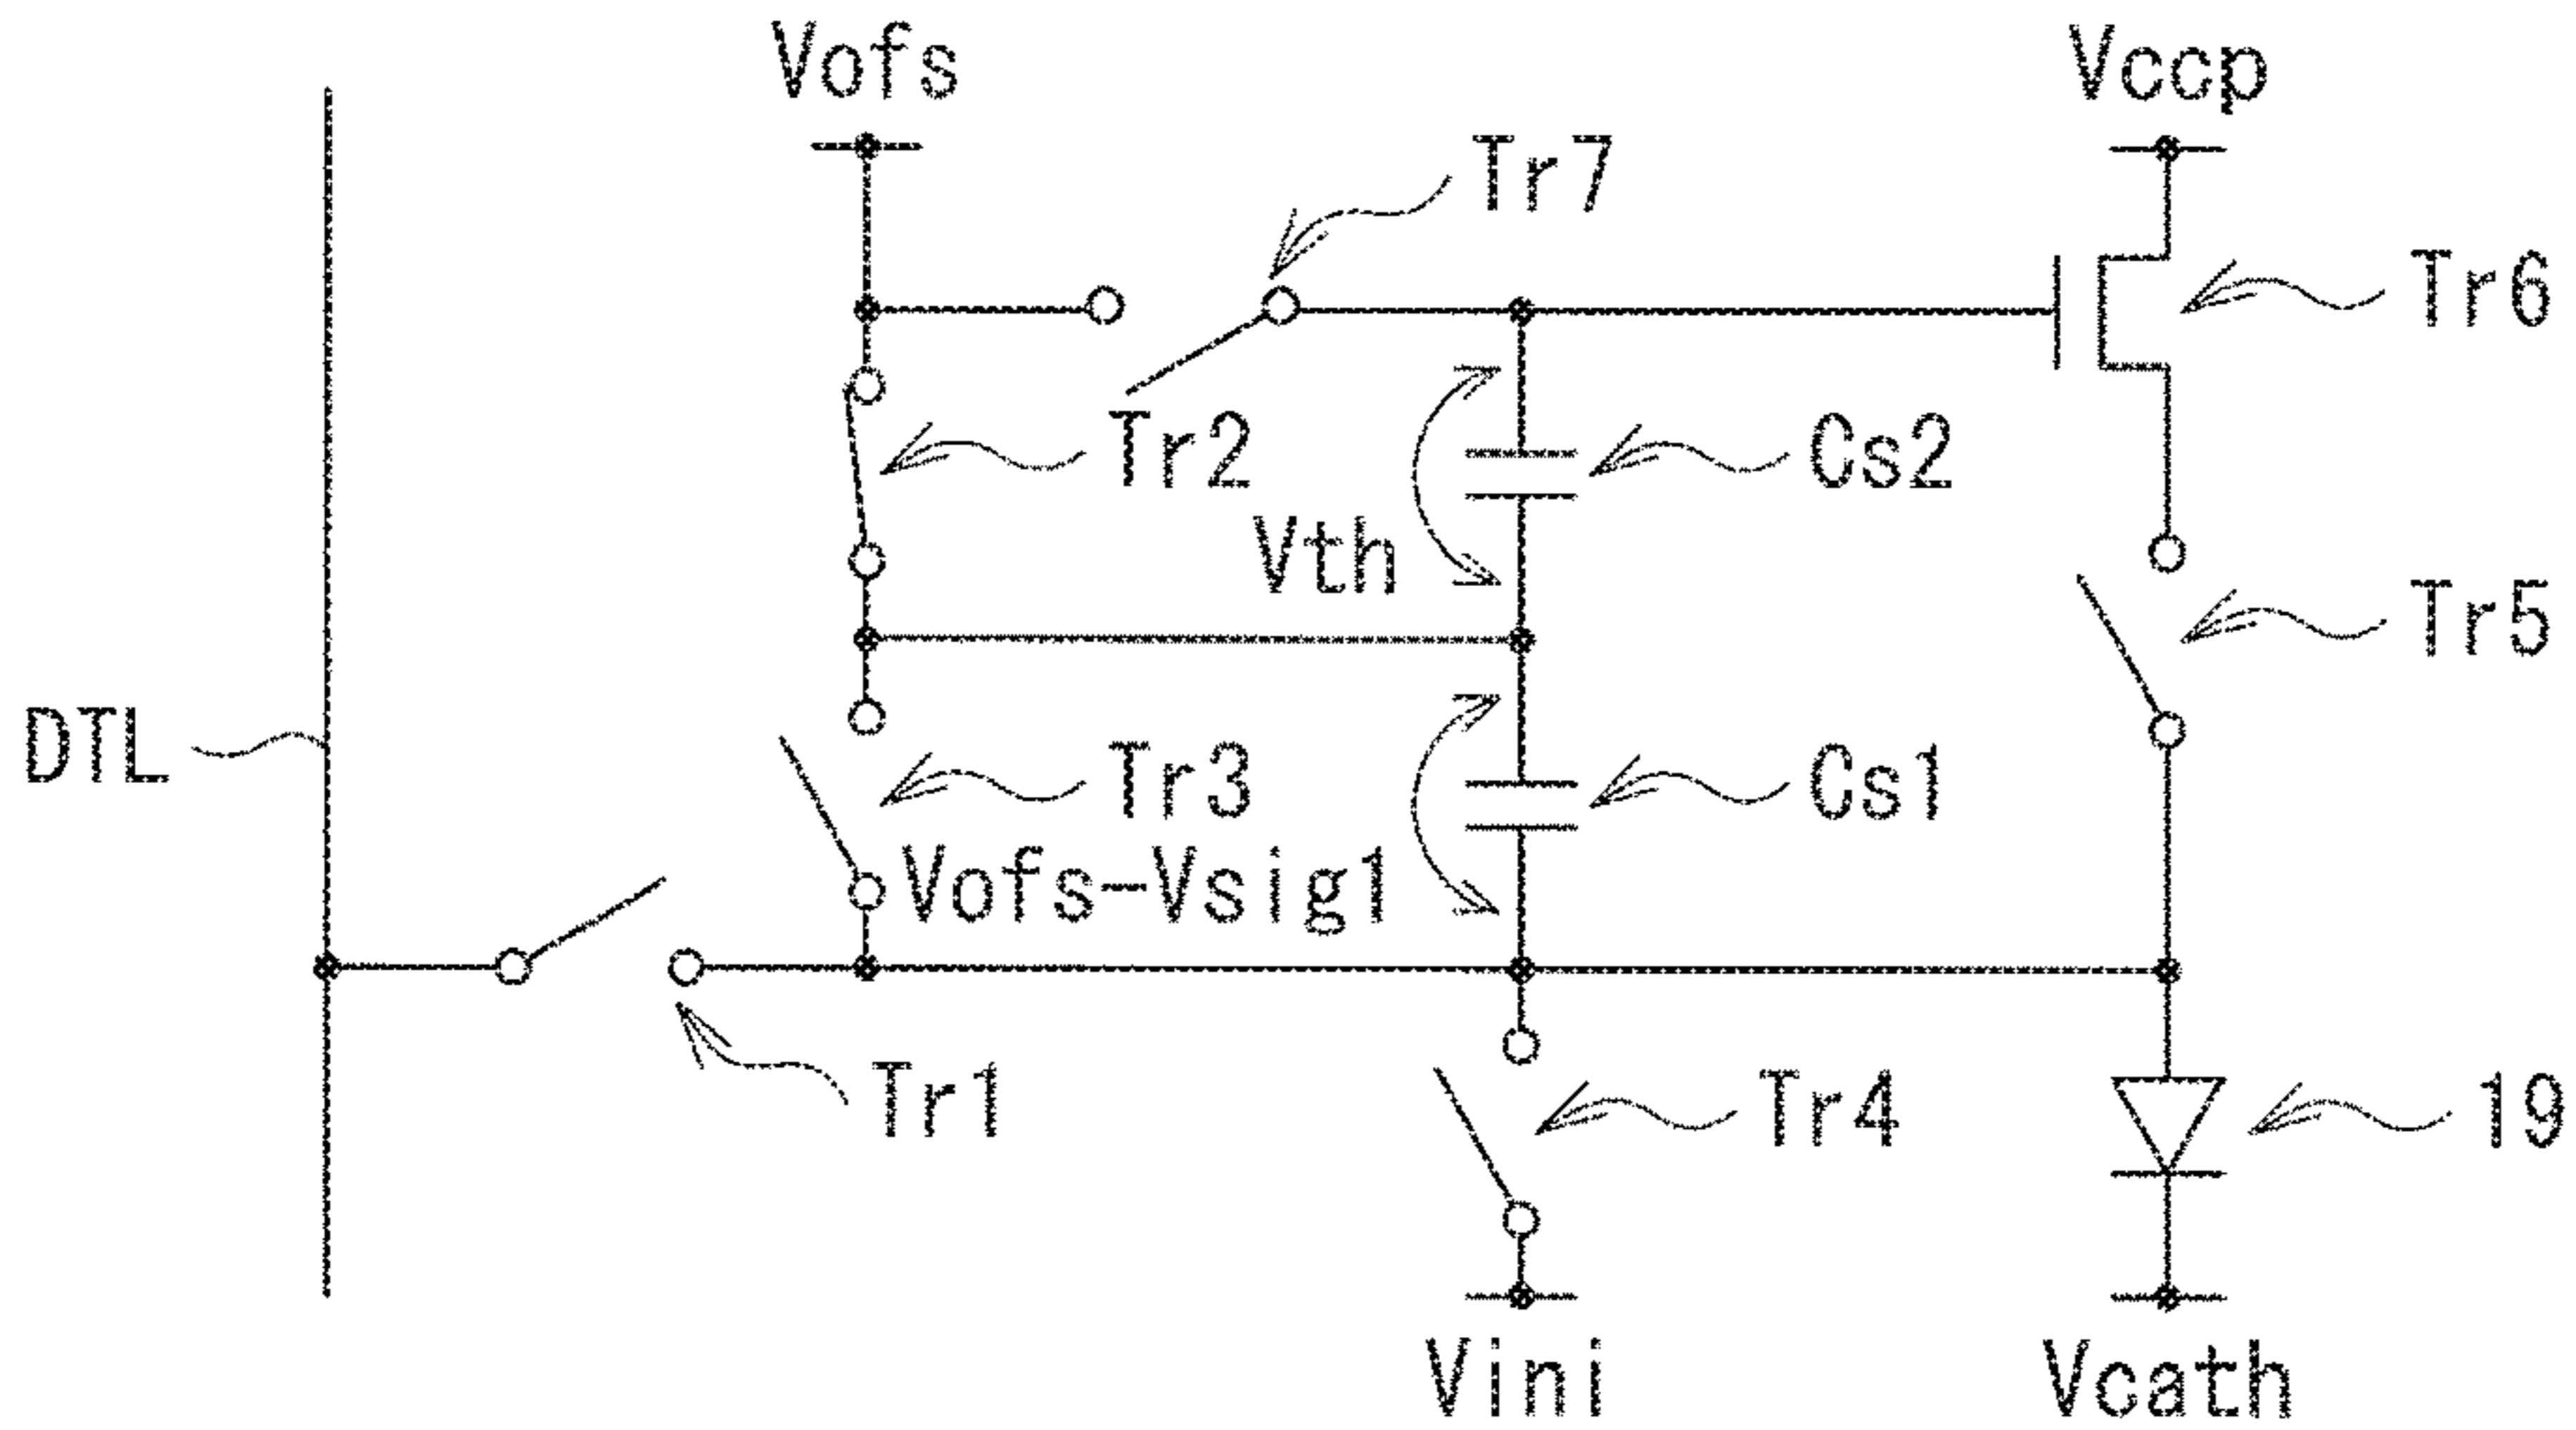 Vofs
Vccp
Tr7
Tr6
Tr2
Cs2
Vth
Tr5
DTL
Tr3
Cs1
Vofs-Vsig1
Tr1
Tr4
19
Vini
Vcath